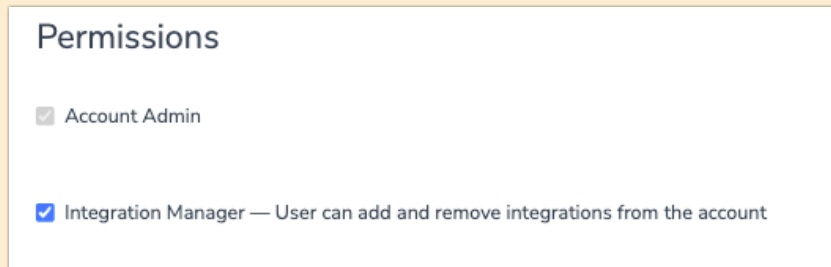 Permissions
Account Admin
Integration Manager — User can add and remove integrations from the account